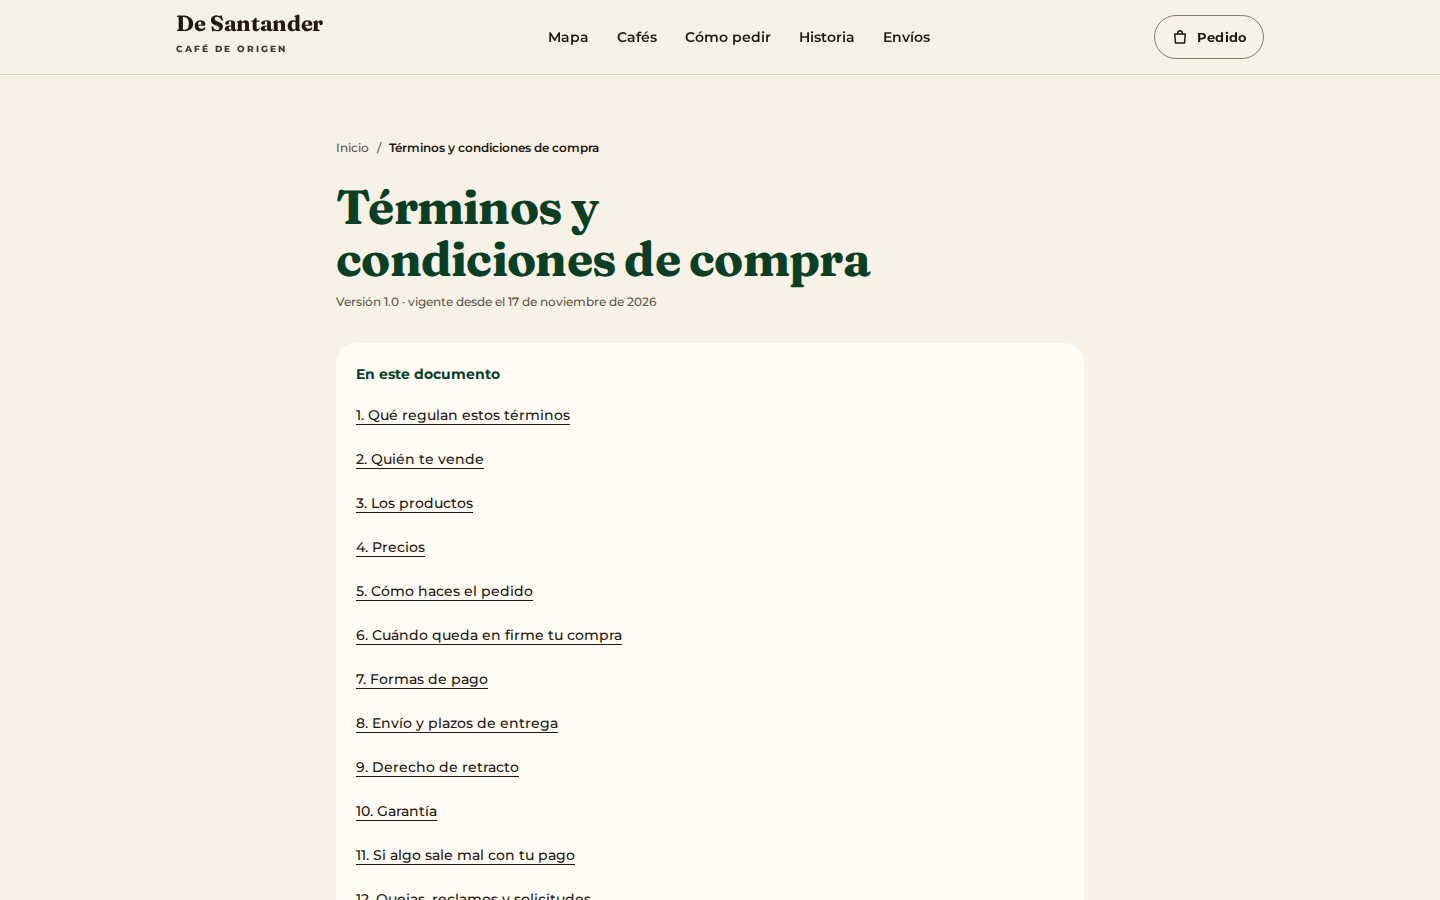 De Santander
CAFÉ DE ORIGEN
Mapa
Cafés
Cómo pedir
Historia
Envíos
Pedido
Inicio / Términos y condiciones de compra
Términos y
condiciones de compra
Versión 1.0 · vigente desde el 17 de noviembre de 2026
En este documento
1. Qué regulan estos términos
2. Quién te vende
3. Los productos
4. Precios
5. Cómo haces el pedido
6. Cuándo queda en firme tu compra
7. Formas de pago
8. Envío y plazos de entrega
9. Derecho de retracto
10. Garantía
11. Si algo sale mal con tu pago
12. Quejas, reclamos y solicitudes